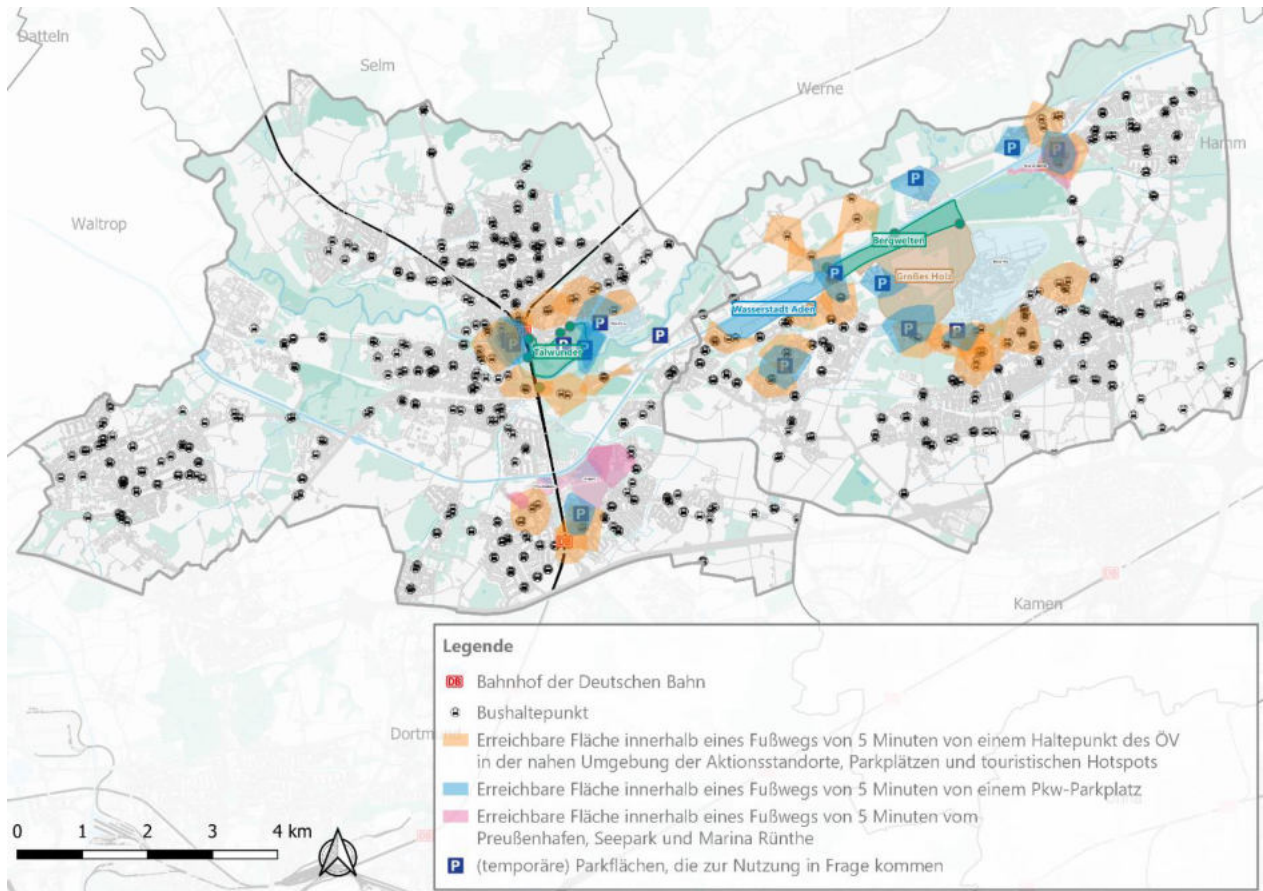 Datteln
Selm
Werne
Hamm
Waltrop
Bergwelten
Großes Holz
Wasserstadt Aden
Talwunder
P
P
P
P
P
P
P
P
P
P
P
P
P
P
DB
Kamen
Dortmund
Legende
DB Bahnhof der Deutschen Bahn
Bushaltepunkt
Erreichbare Fläche innerhalb eines Fußwegs von 5 Minuten von einem Haltepunkt des ÖV
in der nahen Umgebung der Aktionsstandorte, Parkplätzen und touristischen Hotspots
Erreichbare Fläche innerhalb eines Fußwegs von 5 Minuten von einem Pkw-Parkplatz
Erreichbare Fläche innerhalb eines Fußwegs von 5 Minuten vom
Preußenhafen, Seepark und Marina Rünthe
P (temporäre) Parkflächen, die zur Nutzung in Frage kommen
0 1 2 3 4 km